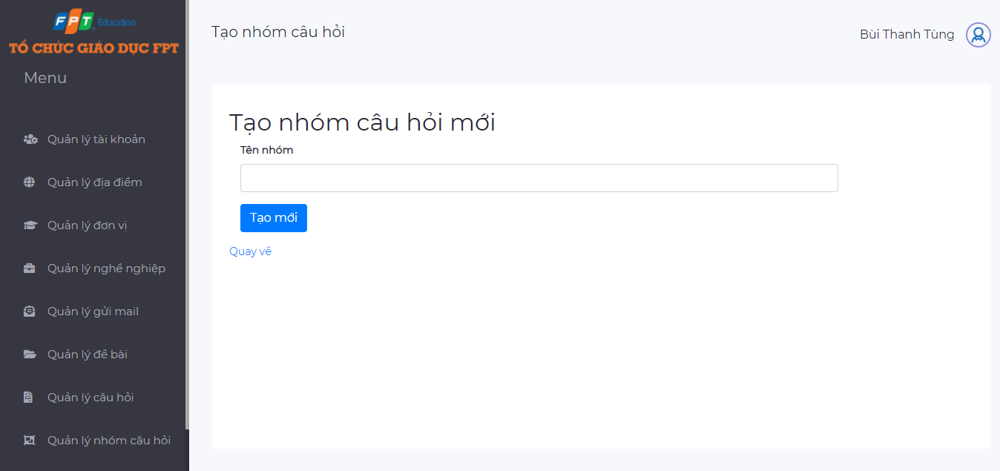 FPT Education
TỔ CHỨC GIÁO DỤC FPT
Menu
Quản lý tài khoản
Quản lý địa điểm
Quản lý đơn vị
Quản lý nghề nghiệp
Quản lý gửi mail
Quản lý đề bài
Quản lý câu hỏi
Quản lý nhóm câu hỏi
Tạo nhóm câu hỏi
Bùi Thanh Tùng
Tạo nhóm câu hỏi mới
Tên nhóm
Tạo mới
Quay về